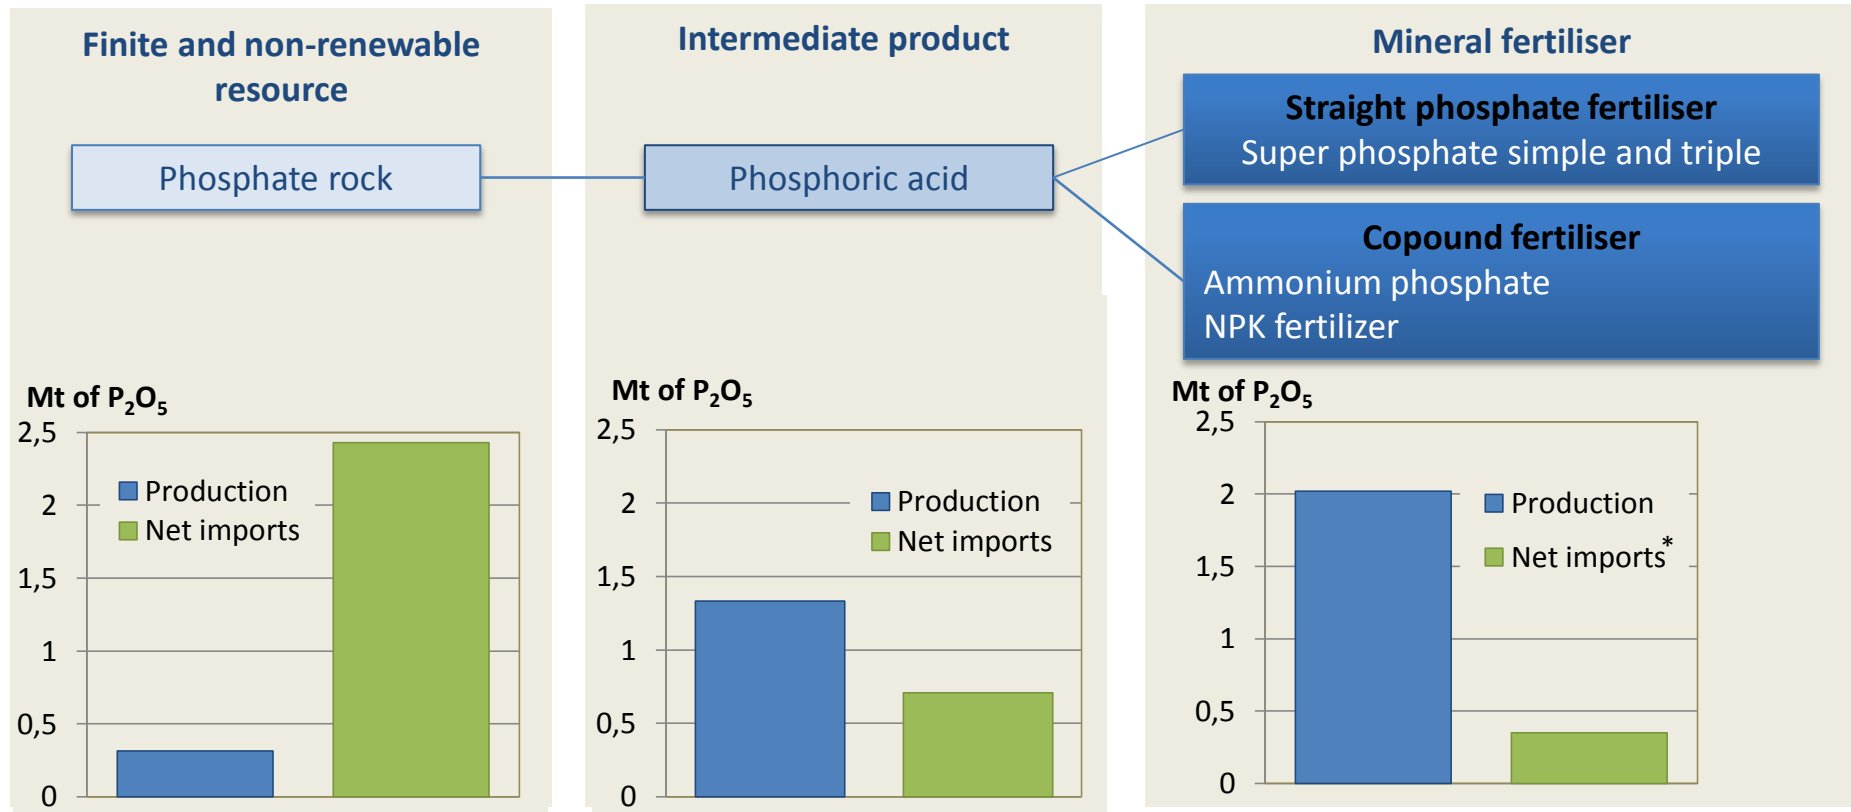 Finite and non-renewable
resource
Phosphate rock
Mt of P₂O₅
2,5
2
1,5
1
0,5
0
Production
Net imports
Intermediate product
Phosphoric acid
Mt of P₂O₅
2,5
2
1,5
1
0,5
0
Production
Net imports
Mineral fertiliser
Straight phosphate fertiliser
Super phosphate simple and triple
Copound fertiliser
Ammonium phosphate
NPK fertilizer
Mt of P₂O₅
2,5
2
1,5
1
0,5
0
Production
Net imports*